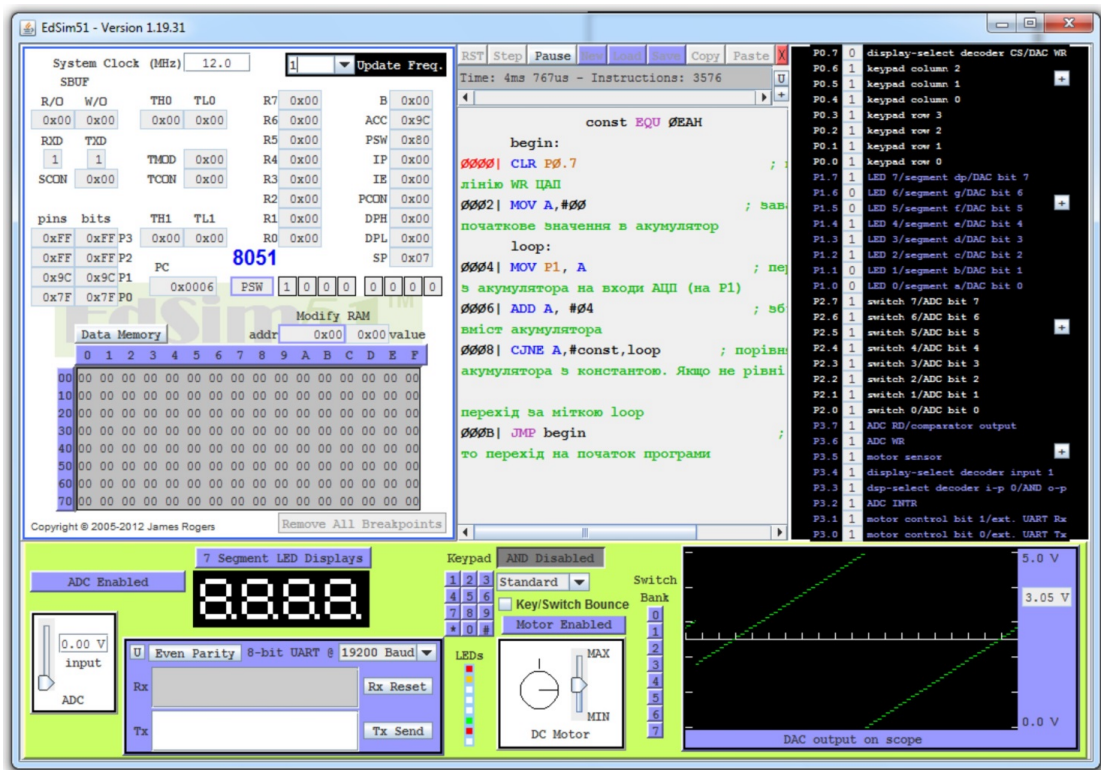 EdSim51 - Version 1.19.31
System Clock (MHz) 12.0 1 Update Freq.
SBUF
R/O W/O TH0 TL0 R7 0x00 B 0x00
0x00 0x00 0x00 0x00 R6 0x00 ACC 0x9C
RXD TXD R5 0x00 PSW 0x80
1 1 TMOD 0x00 R4 0x00 IP 0x00
SCON 0x00 TCON 0x00 R3 0x00 IE 0x00
R2 0x00 PCON 0x00
pins bits TH1 TL1 R1 0x00 DPH 0x00
0xFF 0xFF P3 0x00 0x00 R0 0x00 DPL 0x00
0xFF 0xFF P2 8051 SP 0x07
0x9C 0x9C P1 PC
0x7F 0x7F P0 0x0006 PSW 1 0 0 0 0 0 0 0
EdSim51™
Modify RAM
Data Memory addr 0x00 0x00 value
0 1 2 3 4 5 6 7 8 9 A B C D E F
00 00 00 00 00 00 00 00 00 00 00 00 00 00 00 00 00
10 00 00 00 00 00 00 00 00 00 00 00 00 00 00 00 00
20 00 00 00 00 00 00 00 00 00 00 00 00 00 00 00 00
30 00 00 00 00 00 00 00 00 00 00 00 00 00 00 00 00
40 00 00 00 00 00 00 00 00 00 00 00 00 00 00 00 00
50 00 00 00 00 00 00 00 00 00 00 00 00 00 00 00 00
60 00 00 00 00 00 00 00 00 00 00 00 00 00 00 00 00
70 00 00 00 00 00 00 00 00 00 00 00 00 00 00 00 00
Copyright © 2005-2012 James Rogers Remove All Breakpoints
RST Step Pause New Load Save Copy Paste X
Time: 4ms 767us - Instructions: 3576 U
const EQU ØEAH
begin:
ØØØØ| CLR PØ.7 ;
лінію WR ЦАП
ØØØ2| MOV A,#ØØ ; зава
початкове значення в акумулятор
loop:
ØØØ4| MOV P1, A ; пер
з акумулятора на входи АЦП (на P1)
ØØØ6| ADD A, #Ø4 ; зб
вміст акумулятора
ØØØ8| CJNE A,#const,loop ; порівн
акумулятора з константою. Якщо не рівні
перехід за міткою loop
ØØØB| JMP begin ;
то перехід на початок програми
P0.7 0 display-select decoder CS/DAC WR
P0.6 1 keypad column 2
P0.5 1 keypad column 1
P0.4 1 keypad column 0
P0.3 1 keypad row 3
P0.2 1 keypad row 2
P0.1 1 keypad row 1
P0.0 1 keypad row 0
P1.7 1 LED 7/segment dp/DAC bit 7
P1.6 0 LED 6/segment g/DAC bit 6
P1.5 0 LED 5/segment f/DAC bit 5
P1.4 1 LED 4/segment e/DAC bit 4
P1.3 1 LED 3/segment d/DAC bit 3
P1.2 1 LED 2/segment c/DAC bit 2
P1.1 0 LED 1/segment b/DAC bit 1
P1.0 0 LED 0/segment a/DAC bit 0
P2.7 1 switch 7/ADC bit 7
P2.6 1 switch 6/ADC bit 6
P2.5 1 switch 5/ADC bit 5
P2.4 1 switch 4/ADC bit 4
P2.3 1 switch 3/ADC bit 3
P2.2 1 switch 2/ADC bit 2
P2.1 1 switch 1/ADC bit 1
P2.0 1 switch 0/ADC bit 0
P3.7 1 ADC RD/comparator output
P3.6 1 ADC WR
P3.5 1 motor sensor
P3.4 1 display-select decoder input 1
P3.3 1 dsp-select decoder i-p 0/AND o-p
P3.2 1 ADC INTR
P3.1 1 motor control bit 1/ext. UART Rx
P3.0 1 motor control bit 0/ext. UART Tx
7 Segment LED Displays
ADC Enabled
8.8.8.8.
0.00 V
input
ADC
U Even Parity 8-bit UART @ 19200 Baud
Rx Rx Reset
Tx Tx Send
Keypad AND Disabled
1 2 3 Standard
4 5 6 Key/Switch Bounce
7 8 9 Motor Enabled
* 0 #
LEDs
MAX
MIN
DC Motor
Switch
Bank
0
1
2
3
4
5
6
7
5.0 V
3.05 V
0.0 V
DAC output on scope